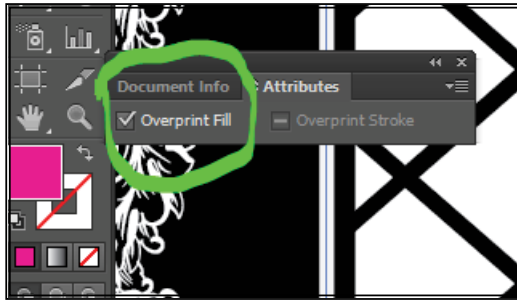 Document Info
Attributes
Overprint Fill
Overprint Stroke